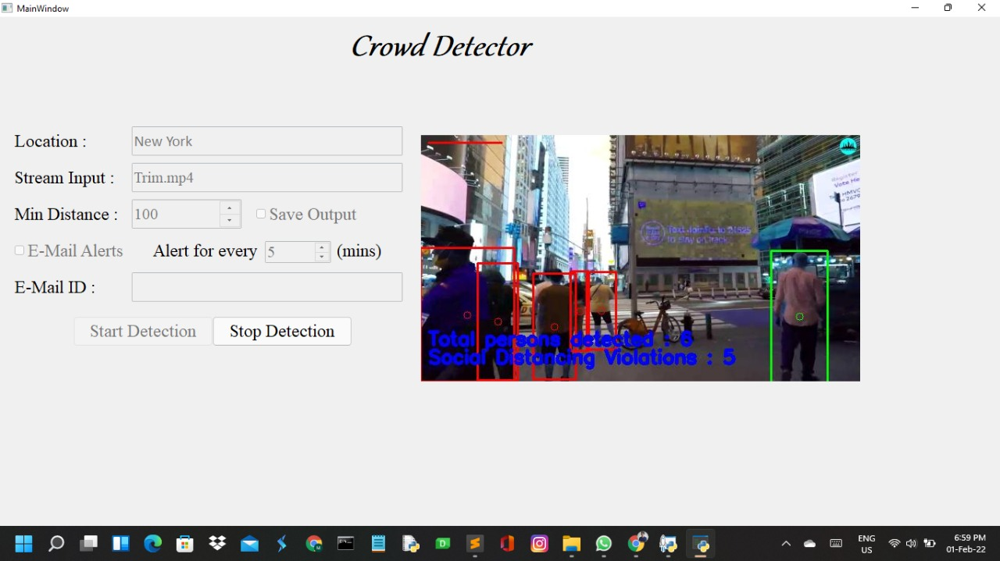 MainWindow
Crowd Detector
Location :
New York
Stream Input :
Trim.mp4
Min Distance :
100
Save Output
E-Mail Alerts
Alert for every
5
(mins)
E-Mail ID :
Start Detection
Stop Detection
Total persons detected : 6
Social Distancing Violations : 5
ENG
US
6:59 PM
01-Feb-22